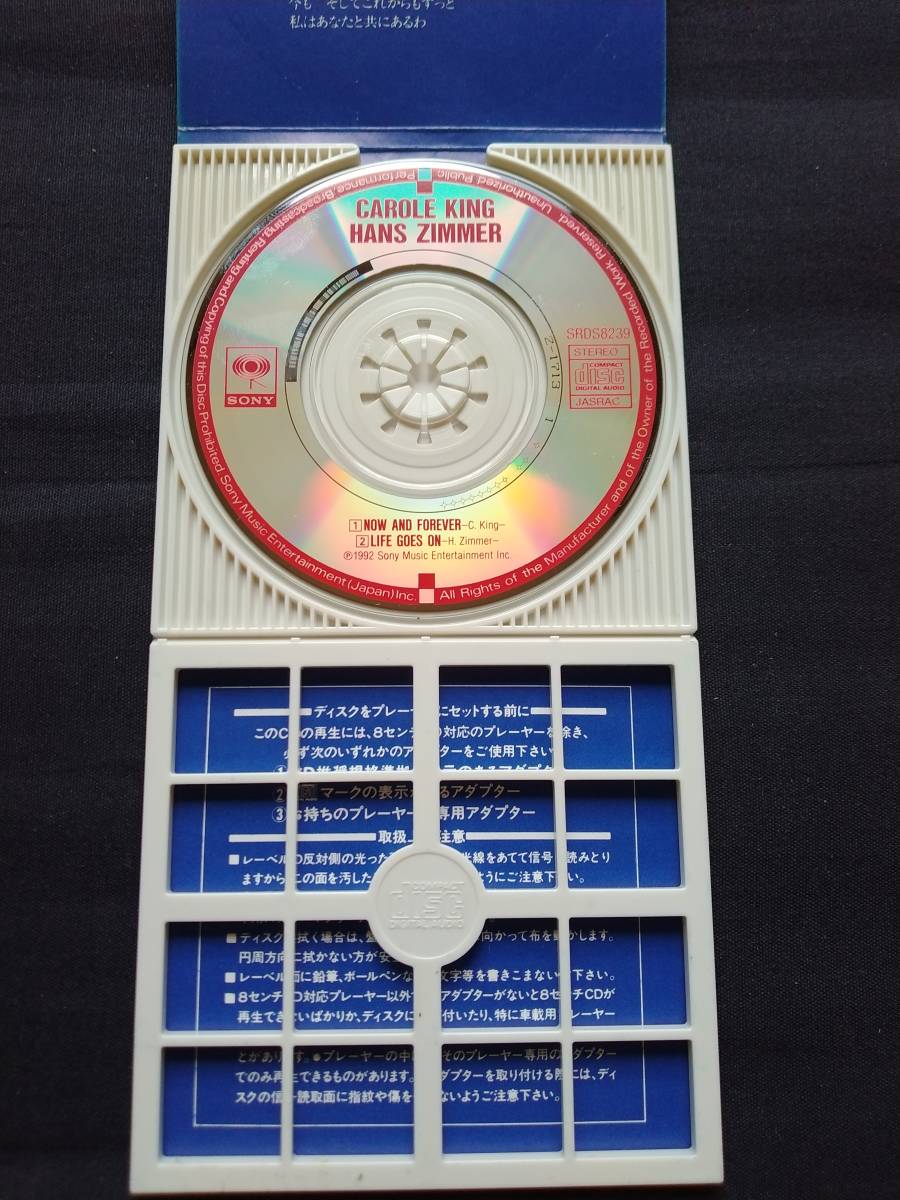 今も そしてこれからもずっと
私はあなたと共にあるわ
Unauthorized Public Performance, Broadcasting, Renting and Copying of this Disc Prohibited Sony Music Entertainment (Japan) Inc.
All Rights of the Manufacturer and of the Owner of the Recorded Work Reserved.
CAROLE KING
HANS ZIMMER
SRDS8239
STEREO
COMPACT
disc
DIGITAL AUDIO
JASRAC
SONY
Z-1713 1
1 NOW AND FOREVER-C. King-
2 LIFE GOES ON-H. Zimmer-
℗1992 Sony Music Entertainment Inc.
ディスクをプレーヤー にセットする前に
このC の再生には、8センチ 対応のプレーヤーを除き、
ず次のいずれかのア ターをご使用下さい
② マークの表示が るアダプター
③お持ちのプレーヤー 専用アダプター
取扱 注意
■レーベルの反対側の光った 光線をあてて信号 読みとり
ますから この面を汚した ようにご注意下さい。
COMPACT
disc
DIGITAL AUDIO
■ディスク 拭く場合は、 向かって布を かします。
円周方向に拭かない方が安
■レーベル面に鉛筆、ボールペン 文字等を書きこまない 下さい。
■8センチ D対応プレーヤー以外 アダプターがないと8センチCDが
再生できないばかりか、ディスクに 付いたり、特に車載用 レーヤー
とがあります。●プレーヤーの中に そのプレーヤー専用のアダプター
でのみ再生できるものがあります。 アダプターを取り付ける際には、ディ
スクの信号読取面に指紋や傷を ないようご注意下さい。